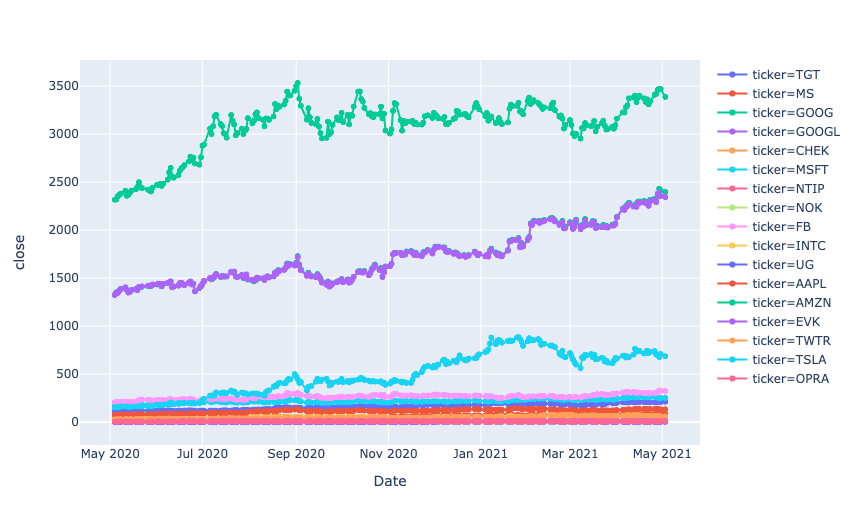 close
3500
3000
2500
2000
1500
1000
500
0
May 2020 Jul 2020 Sep 2020 Nov 2020 Jan 2021 Mar 2021 May 2021
Date
ticker=TGT
ticker=MS
ticker=GOOG
ticker=GOOGL
ticker=CHEK
ticker=MSFT
ticker=NTIP
ticker=NOK
ticker=FB
ticker=INTC
ticker=UG
ticker=AAPL
ticker=AMZN
ticker=EVK
ticker=TWTR
ticker=TSLA
ticker=OPRA